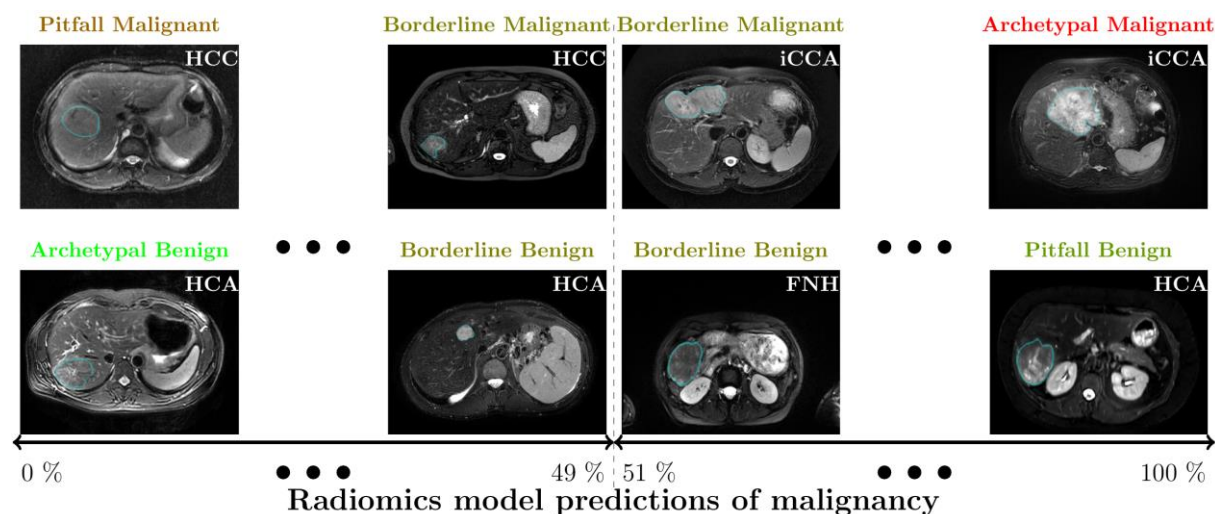 Pitfall Malignant Borderline Malignant Borderline Malignant Archetypal Malignant
HCC HCC iCCA iCCA
Archetypal Benign Borderline Benign Borderline Benign Pitfall Benign
HCA HCA FNH HCA
0 % 49 % 51 % 100 %
Radiomics model predictions of malignancy